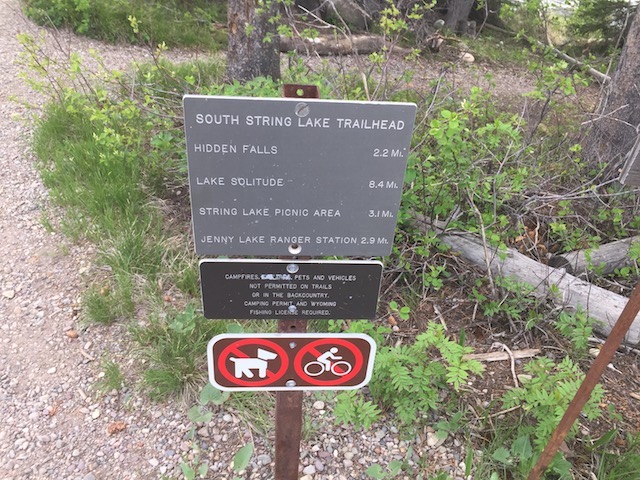 SOUTH STRING LAKE TRAILHEAD
HIDDEN FALLS 2.2 MI.
LAKE SOLITUDE 8.4 MI.
STRING LAKE PICNIC AREA 3.1 MI.
JENNY LAKE RANGER STATION 2.9 MI.
CAMPFIRES, PETS AND VEHICLES
NOT PERMITTED ON TRAILS
OR IN THE BACKCOUNTRY.
CAMPING PERMIT AND WYOMING
FISHING LICENSE REQUIRED.